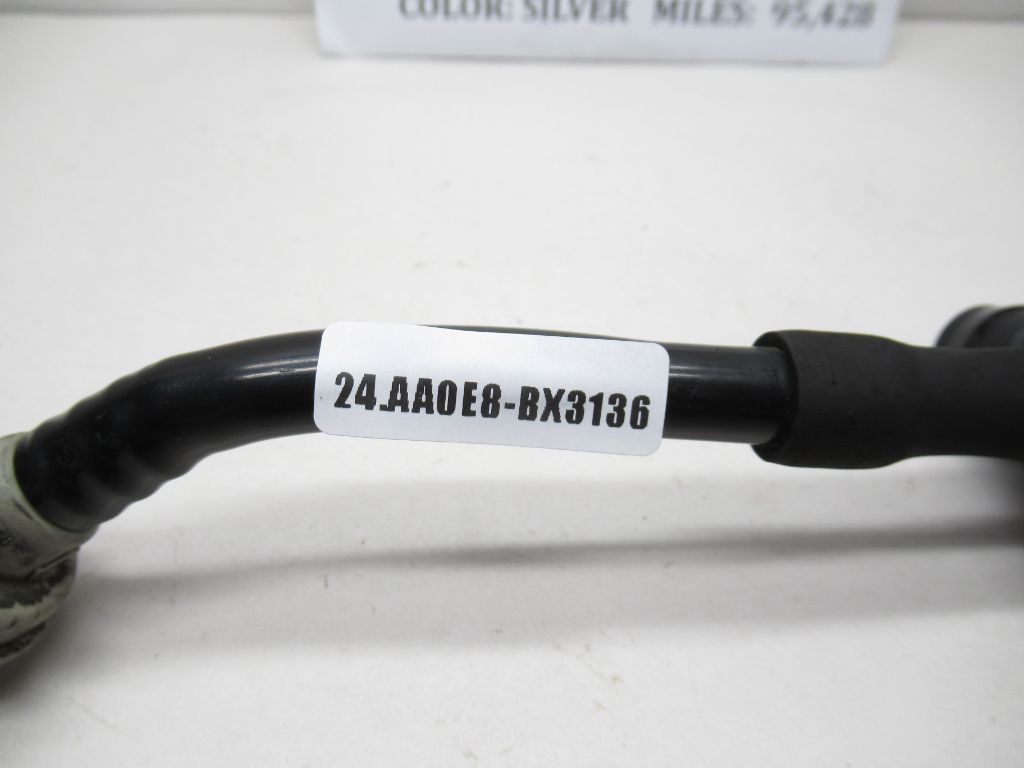 COLOR: SILVER MILES: 95,428
24.AA0E8-BX3136